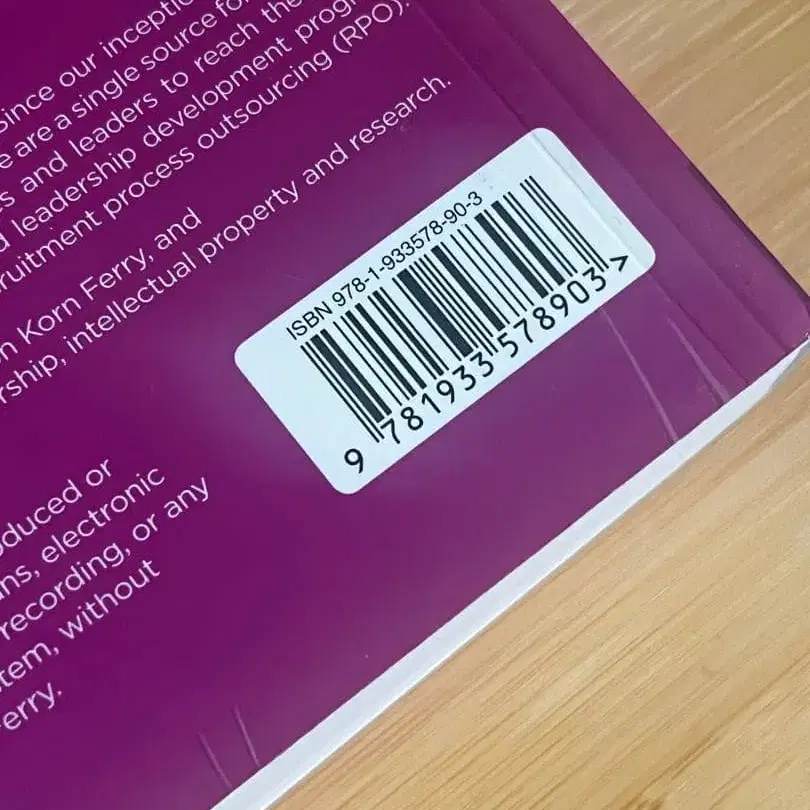 Since our inceptio
e are a single source fo
s and leaders to reach the
d leadership development prog
ruitment process outsourcing (RPO).
n Korn Ferry, and
rship, intellectual property and research.
ISBN 978-1-933578-90-3
9 781933 578903 >
oduced or
ns, electronic
recording, or any
tem, without
erry.